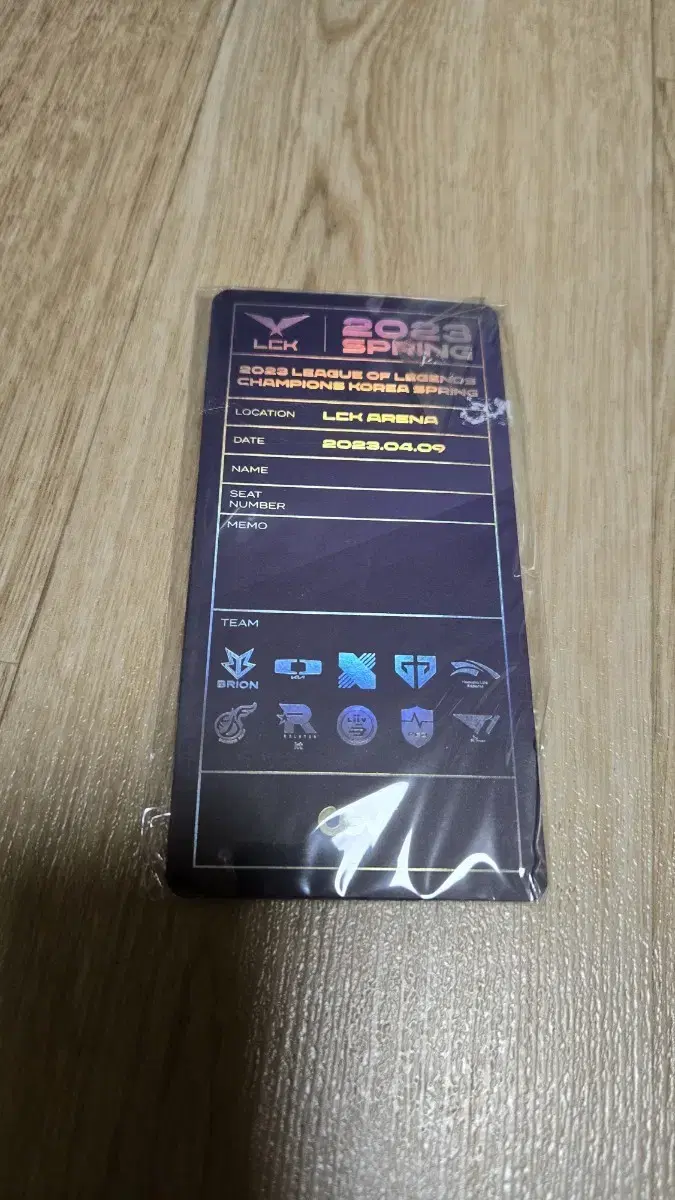 LCK
2023
SPRING
2023 LEAGUE OF LEGENDS
CHAMPIONS KOREA SPRING
LOCATION LCK ARENA
DATE 2023.04.09
NAME
SEAT
NUMBER
MEMO
TEAM
BRION